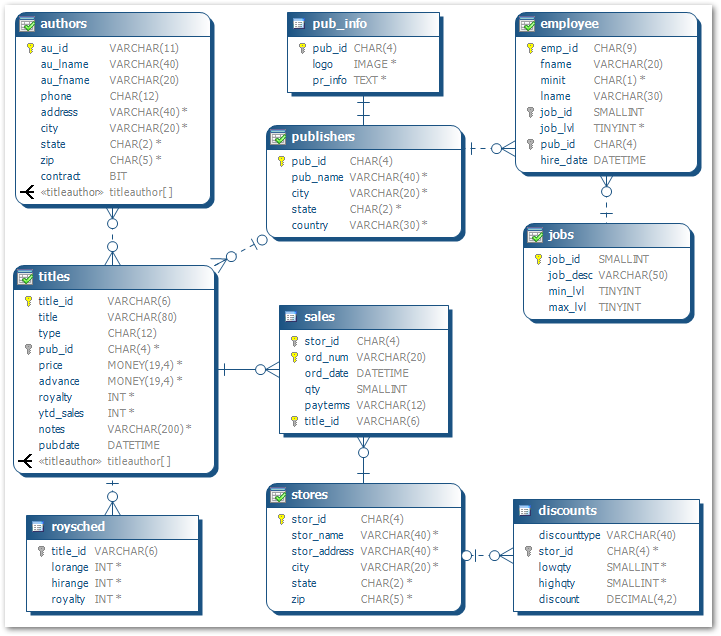 authors
au_id VARCHAR(11)
au_lname VARCHAR(40)
au_fname VARCHAR(20)
phone CHAR(12)
address VARCHAR(40) *
city VARCHAR(20) *
state CHAR(2) *
zip CHAR(5) *
contract BIT
«titleauthor» titleauthor[]
pub_info
pub_id CHAR(4)
logo IMAGE *
pr_info TEXT *
employee
emp_id CHAR(9)
fname VARCHAR(20)
minit CHAR(1) *
lname VARCHAR(30)
job_id SMALLINT
job_lvl TINYINT *
pub_id CHAR(4)
hire_date DATETIME
publishers
pub_id CHAR(4)
pub_name VARCHAR(40) *
city VARCHAR(20) *
state CHAR(2) *
country VARCHAR(30) *
jobs
job_id SMALLINT
job_desc VARCHAR(50)
min_lvl TINYINT
max_lvl TINYINT
titles
title_id VARCHAR(6)
title VARCHAR(80)
type CHAR(12)
pub_id CHAR(4) *
price MONEY(19,4) *
advance MONEY(19,4) *
royalty INT *
ytd_sales INT *
notes VARCHAR(200) *
pubdate DATETIME
«titleauthor» titleauthor[]
sales
stor_id CHAR(4)
ord_num VARCHAR(20)
ord_date DATETIME
qty SMALLINT
payterms VARCHAR(12)
title_id VARCHAR(6)
roysched
title_id VARCHAR(6)
lorange INT *
hirange INT *
royalty INT *
stores
stor_id CHAR(4)
stor_name VARCHAR(40) *
stor_address VARCHAR(40) *
city VARCHAR(20) *
state CHAR(2) *
zip CHAR(5) *
discounts
discounttype VARCHAR(40)
stor_id CHAR(4) *
lowqty SMALLINT *
highqty SMALLINT *
discount DECIMAL(4,2)